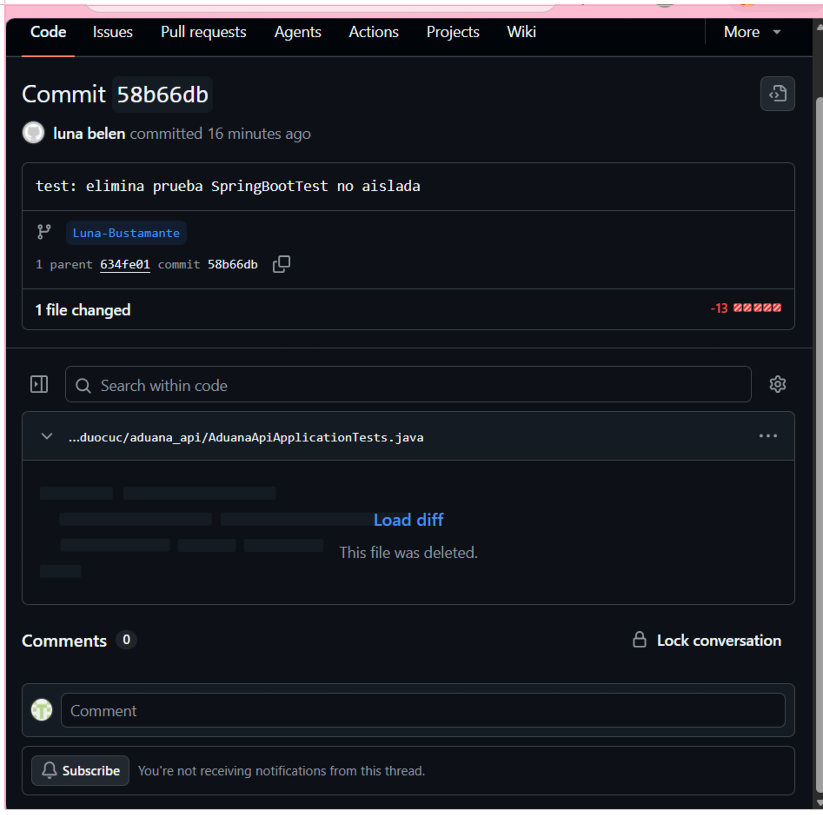 Code Issues Pull requests Agents Actions Projects Wiki More
Commit 58b66db
luna belen committed 16 minutes ago
test: elimina prueba SpringBootTest no aislada
Luna-Bustamante
1 parent 634fe01 commit 58b66db
1 file changed -13
Search within code
...duocuc/aduana_api/AduanaApiApplicationTests.java
Load diff
This file was deleted.
Comments 0 Lock conversation
Comment
Subscribe You're not receiving notifications from this thread.